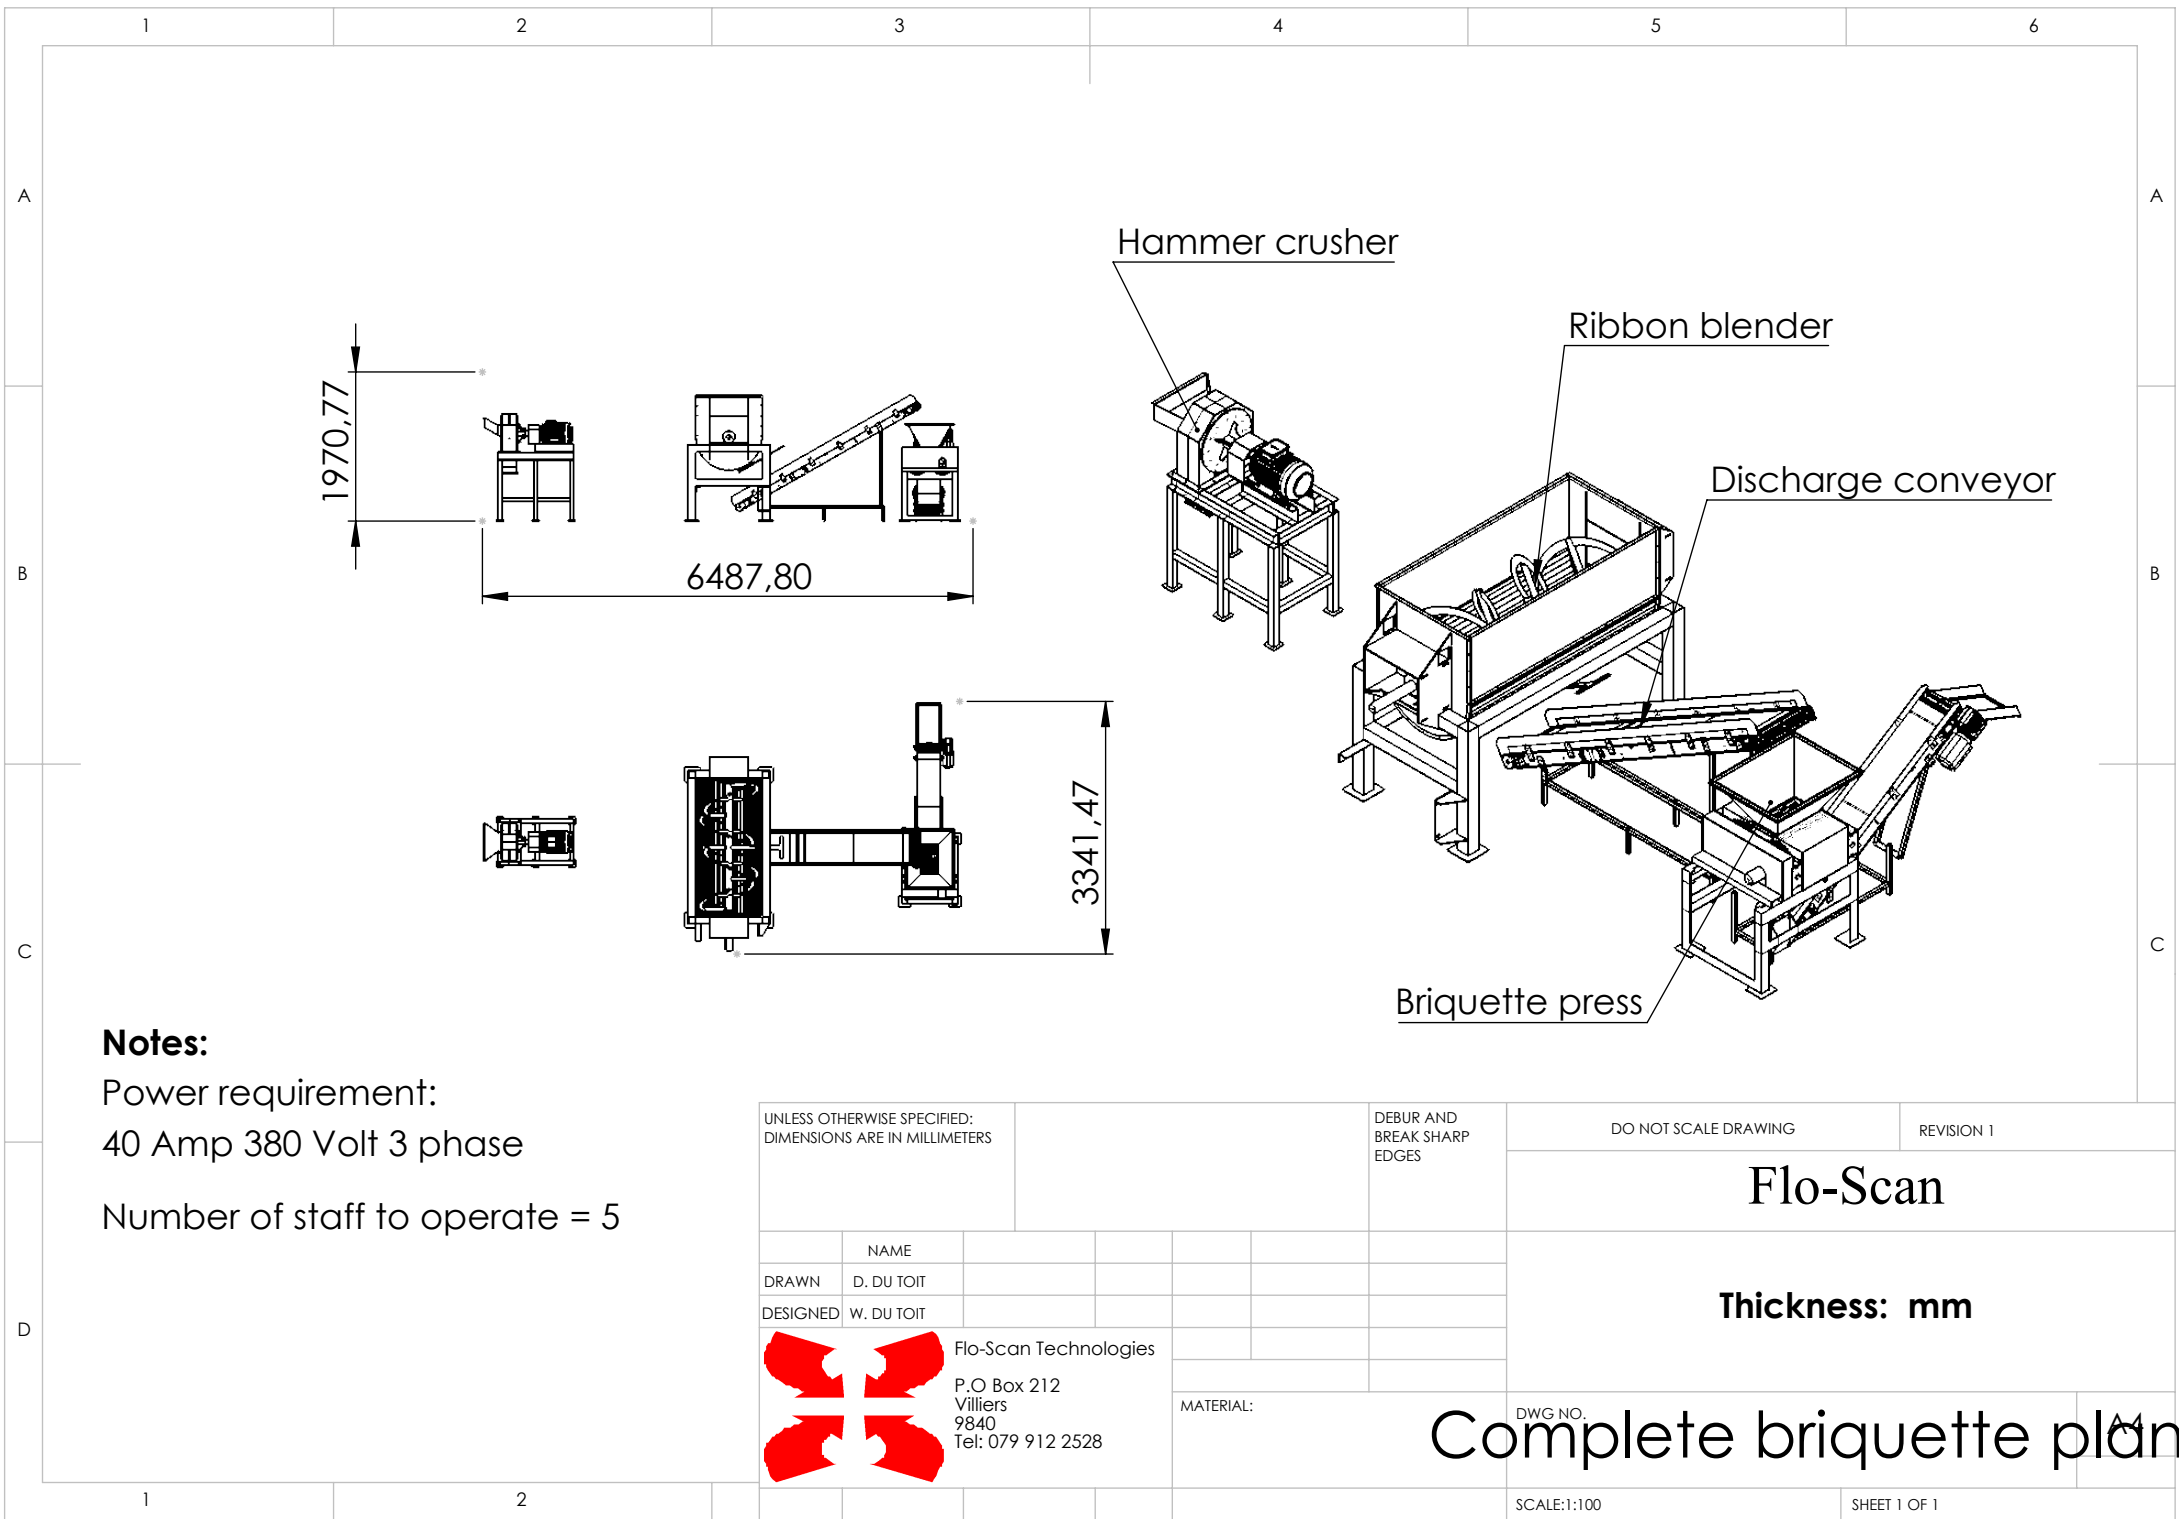 1 2 3 4 5 6
A A
Hammer crusher
Ribbon blender
1970,77
Discharge conveyor
B B
6487,80
3341,47
C C
Briquette press
Notes:
Power requirement:
40 Amp 380 Volt 3 phase
Number of staff to operate = 5
UNLESS OTHERWISE SPECIFIED:
DIMENSIONS ARE IN MILLIMETERS
DEBUR AND
BREAK SHARP
EDGES
DO NOT SCALE DRAWING
REVISION 1
Flo-Scan
NAME
DRAWN D. DU TOIT
DESIGNED W. DU TOIT
Thickness: mm
D
Flo-Scan Technologies
P.O Box 212
Villiers
9840
Tel: 079 912 2528
MATERIAL:
DWG NO.
Complete briquette plan
A4
1 2
SCALE:1:100
SHEET 1 OF 1